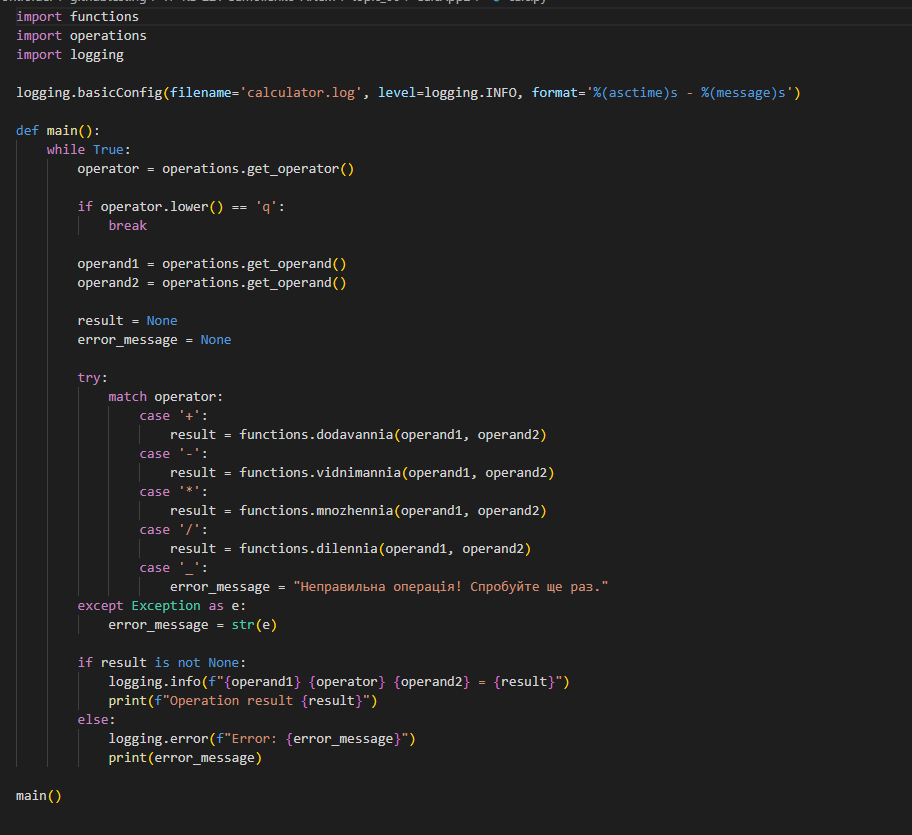 import functions
import operations
import logging
logging.basicConfig(filename='calculator.log', level=logging.INFO, format='%(asctime)s - %(message)s')
def main():
    while True:
        operator = operations.get_operator()
        if operator.lower() == 'q':
            break
        operand1 = operations.get_operand()
        operand2 = operations.get_operand()
        result = None
        error_message = None
        try:
            match operator:
                case '+':
                    result = functions.dodavannia(operand1, operand2)
                case '-':
                    result = functions.vidnimannia(operand1, operand2)
                case '*':
                    result = functions.mnozhennia(operand1, operand2)
                case '/':
                    result = functions.dilennia(operand1, operand2)
                case '_':
                    error_message = "Неправильна операція! Спробуйте ще раз."
        except Exception as e:
            error_message = str(e)
        if result is not None:
            logging.info(f"{operand1} {operator} {operand2} = {result}")
            print(f"Operation result {result}")
        else:
            logging.error(f"Error: {error_message}")
            print(error_message)
main()